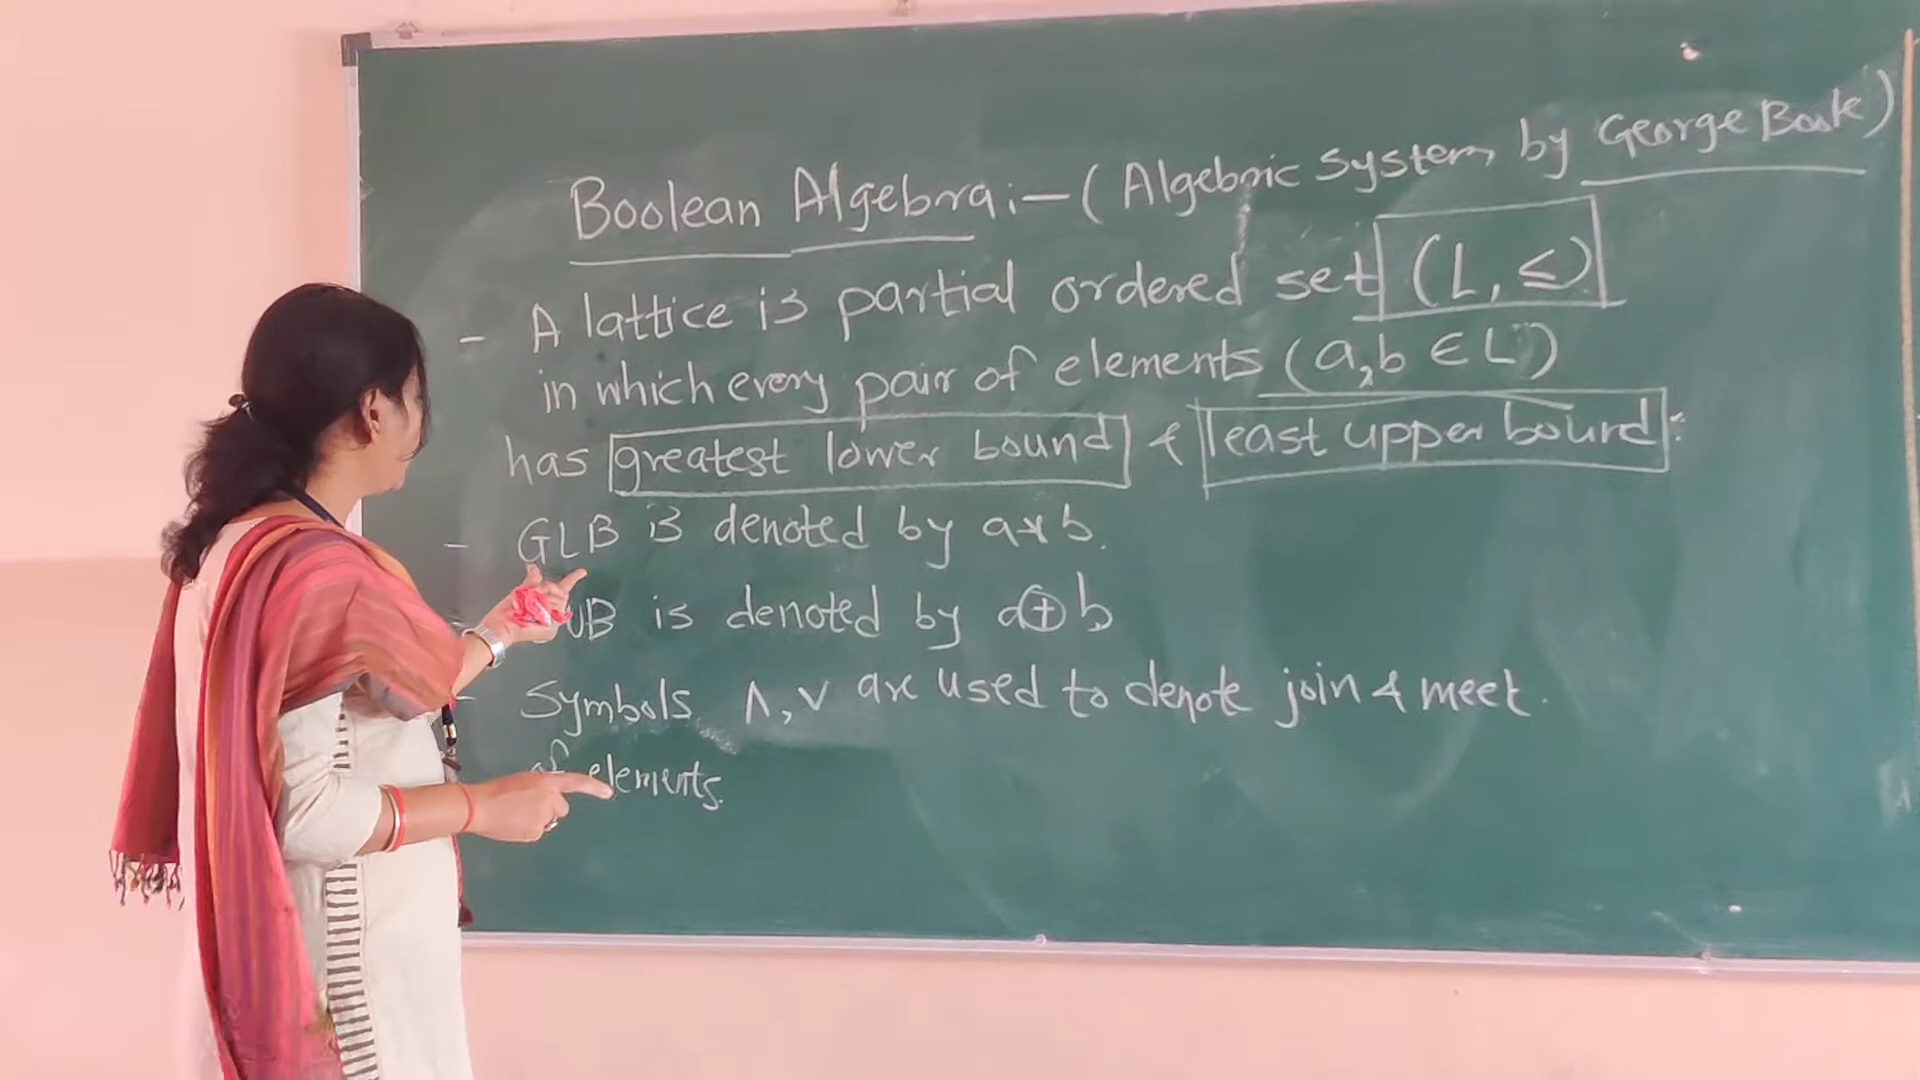 Boolean Algebra :- (Algebraic System by George Boole)
- A lattice is partial ordered set (L, ≤)
in which every pair of elements (a, b ∈ L)
has greatest lower bound & least upper bound.
- GLB is denoted by a * b.
UB is denoted by a ⊕ b
- Symbols ∧, ∨ are used to denote join & meet.
of elements.